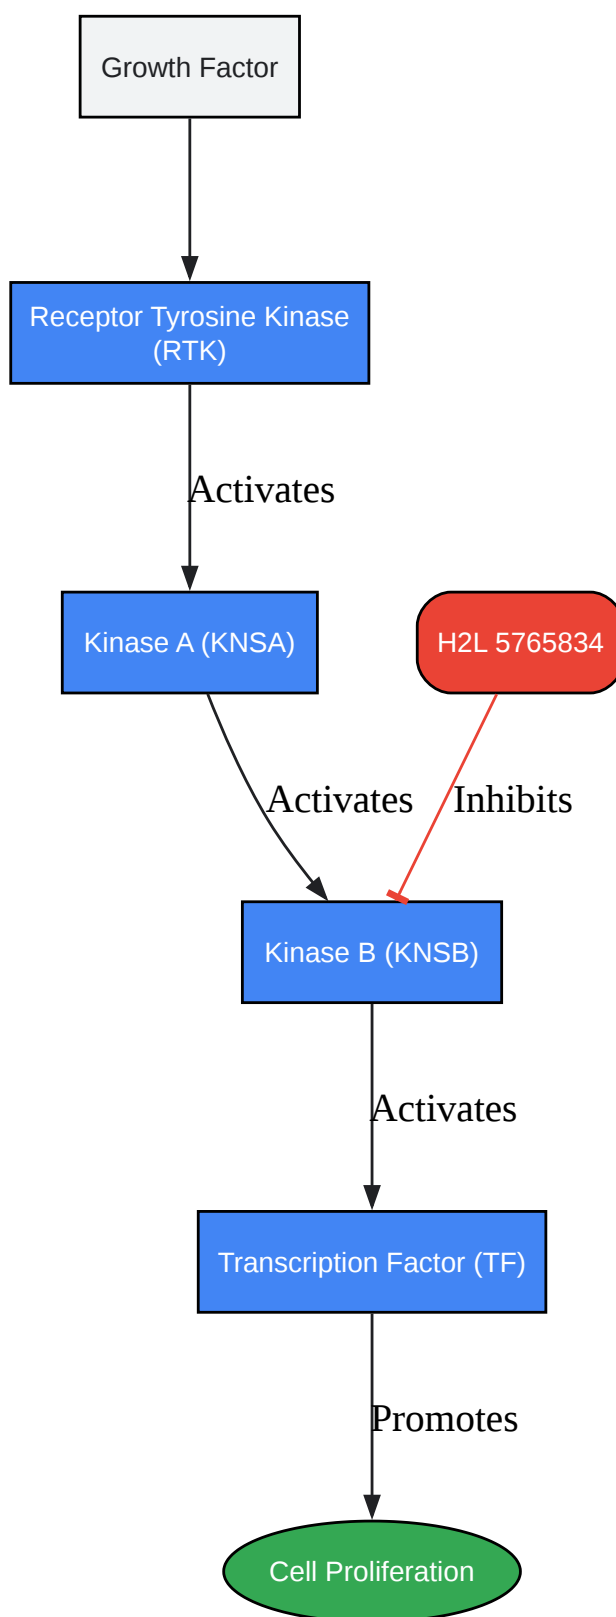 Growth Factor
Receptor Tyrosine Kinase
(RTK)
Activates
Kinase A (KNSA)
H2L 5765834
Activates
Inhibits
Kinase B (KNSB)
Activates
Transcription Factor (TF)
Promotes
Cell Proliferation